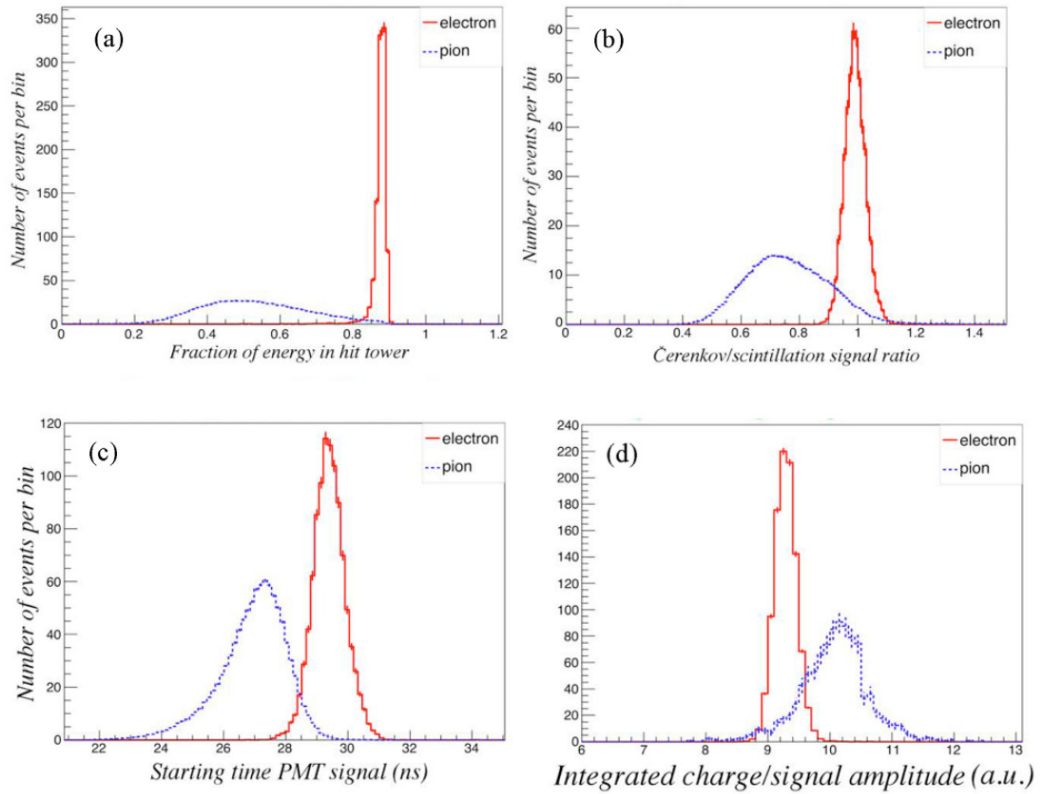 (a)
electron
pion
Number of events per bin
350
300
250
200
150
100
50
0
0 0.2 0.4 0.6 0.8 1 1.2
Fraction of energy in hit tower
(b)
electron
pion
Number of events per bin
60
50
40
30
20
10
0
0 0.2 0.4 0.6 0.8 1 1.2 1.4
Čerenkov/scintillation signal ratio
(c)
electron
pion
Number of events per bin
120
100
80
60
40
20
0
22 24 26 28 30 32 34
Starting time PMT signal (ns)
(d)
electron
pion
240
220
200
180
160
140
120
100
80
60
40
20
0
6 7 8 9 10 11 12 13
Integrated charge/signal amplitude (a.u.)